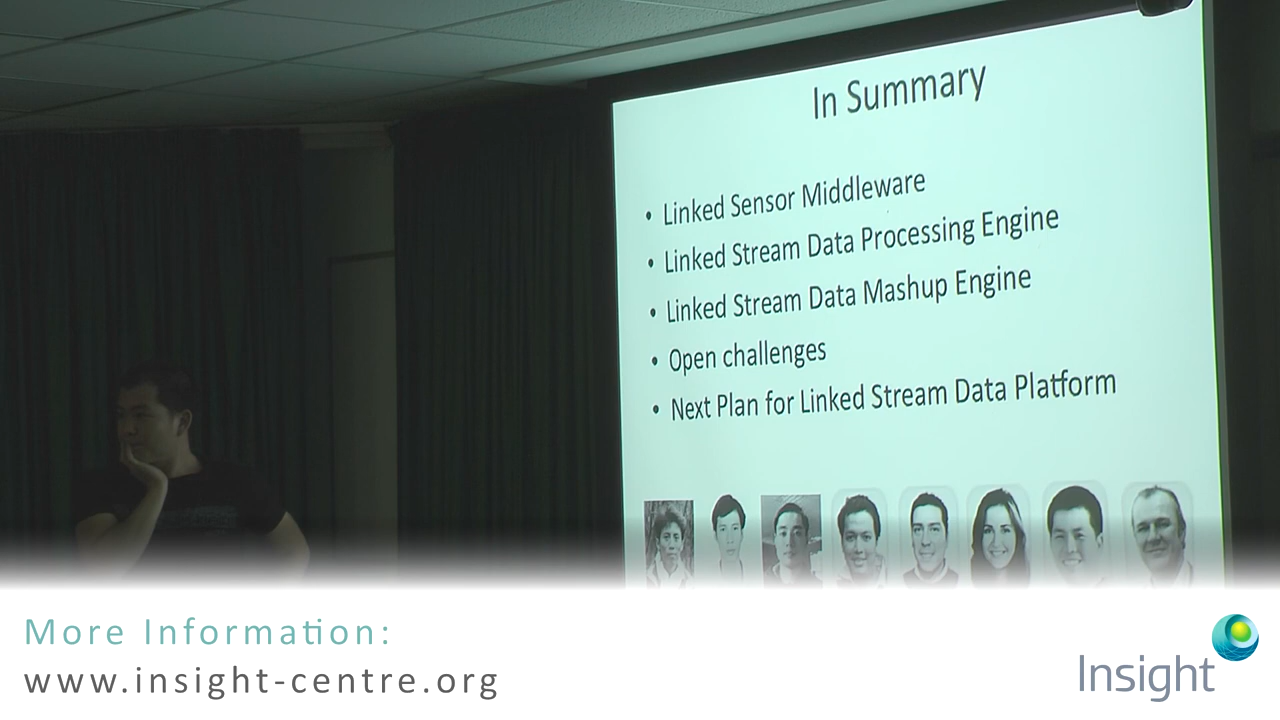 In Summary
• Linked Sensor Middleware
• Linked Stream Data Processing Engine
• Linked Stream Data Mashup Engine
• Open challenges
• Next Plan for Linked Stream Data Platform
More Information:
www.insight-centre.org
Insight